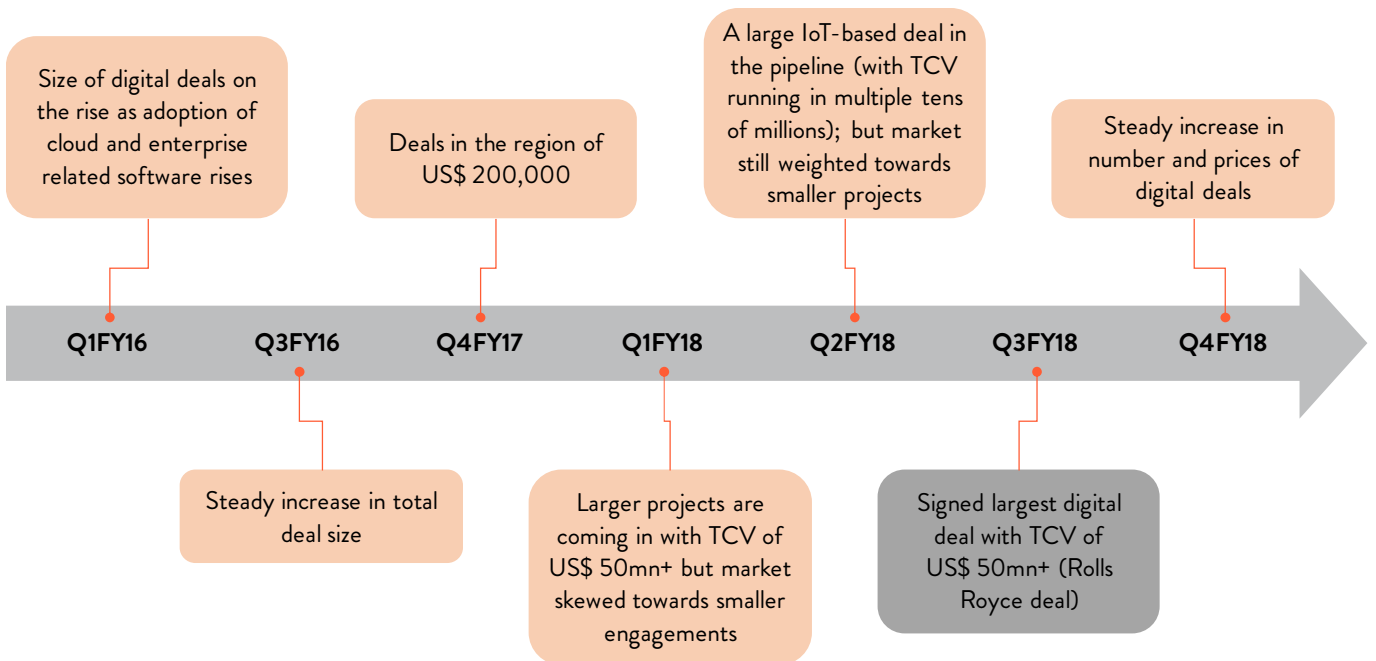 Size of digital deals on
the rise as adoption of
cloud and enterprise
related software rises
Deals in the region of
US$ 200,000
A large IoT-based deal in
the pipeline (with TCV
running in multiple tens
of millions); but market
still weighted towards
smaller projects
Steady increase in
number and prices of
digital deals
Q1FY16
Q3FY16
Q4FY17
Q1FY18
Q2FY18
Q3FY18
Q4FY18
Steady increase in total
deal size
Larger projects are
coming in with TCV of
US$ 50mn+ but market
skewed towards smaller
engagements
Signed largest digital
deal with TCV of
US$ 50mn+ (Rolls
Royce deal)